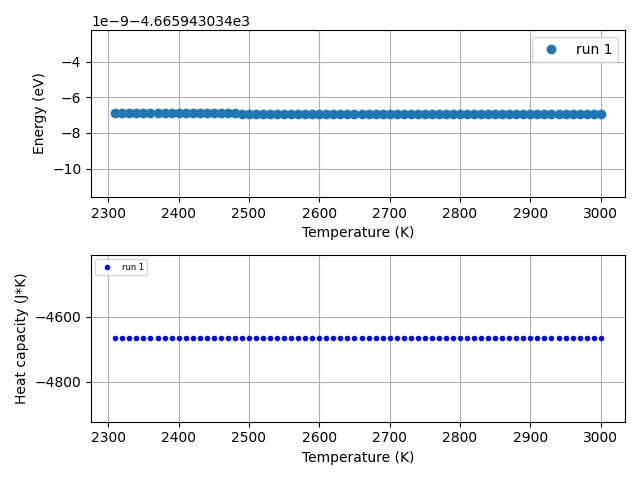 1e−9−4.665943034e3
−4
−6
−8
−10
Energy (eV)
run 1
2300 2400 2500 2600 2700 2800 2900 3000
Temperature (K)
run 1
−4600
−4800
Heat capacity (J*K)
2300 2400 2500 2600 2700 2800 2900 3000
Temperature (K)